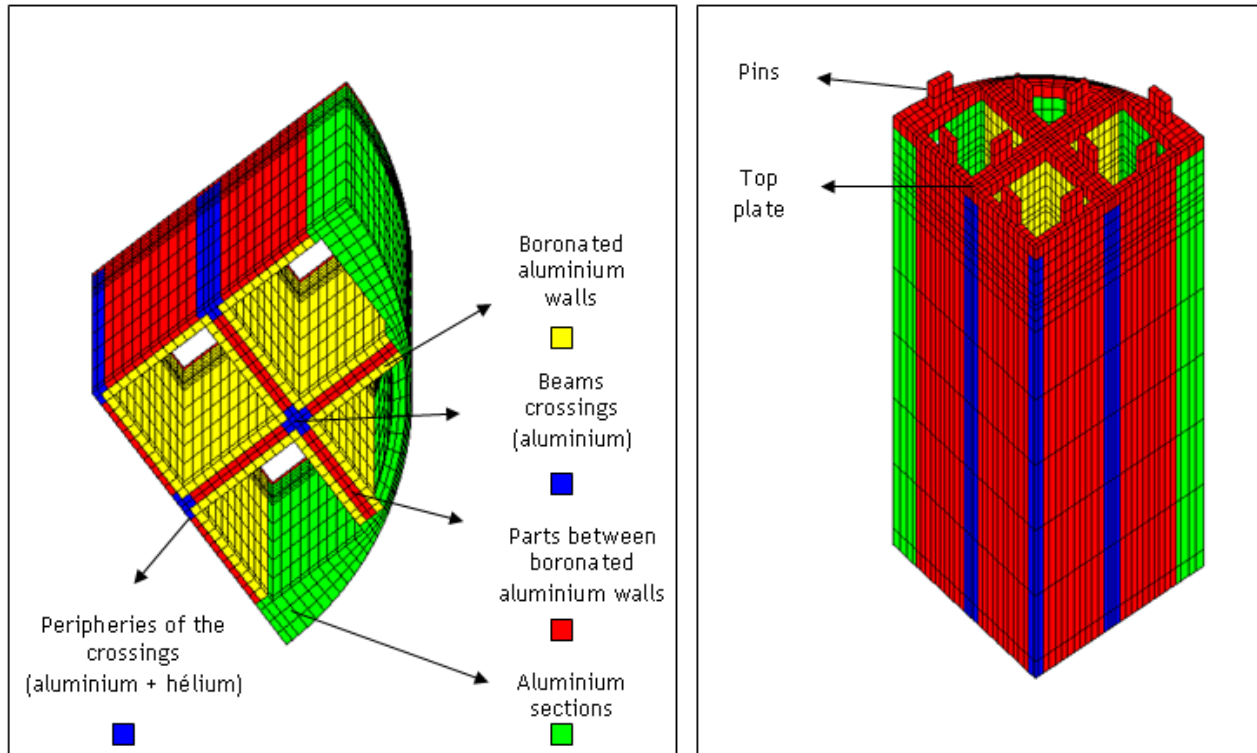 Boronated
aluminium
walls
Beams
crossings
(aluminium)
Parts between
boronated
aluminium walls
Peripheries of the
crossings
(aluminium + hélium)
Aluminium
sections
Pins
Top
plate